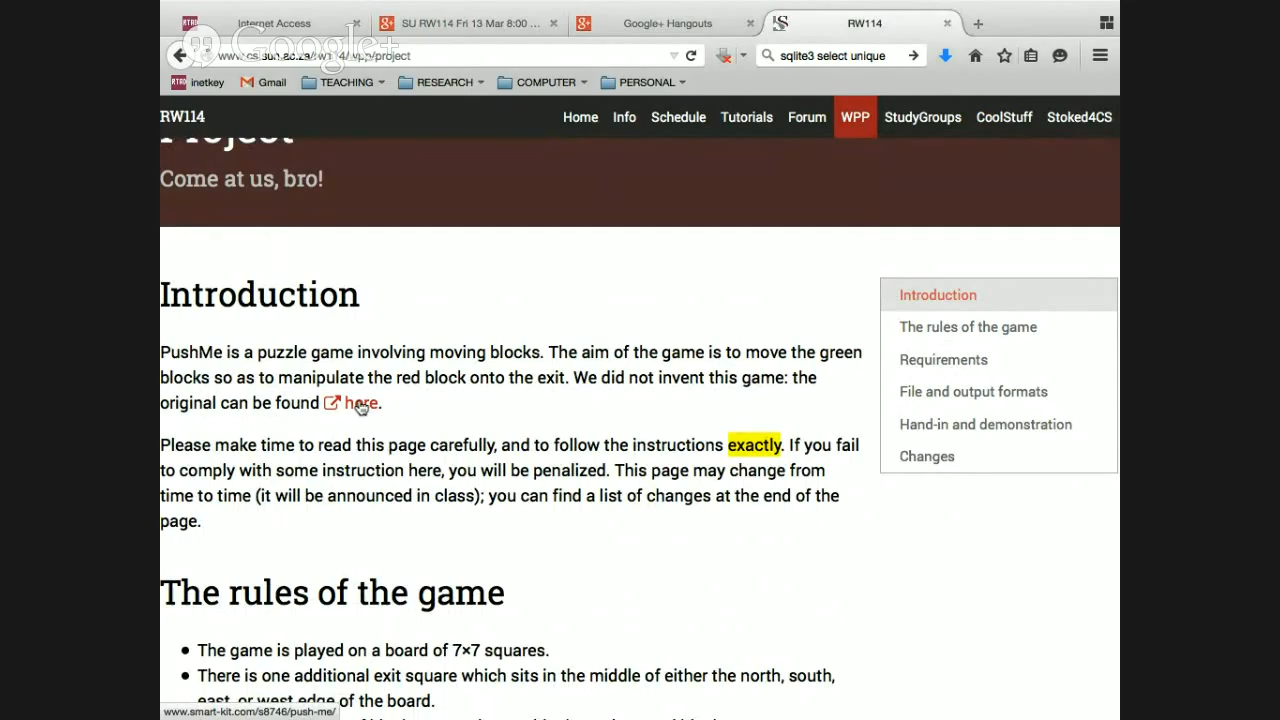 Internet Access
SU RW114 Fri 13 Mar 8:00 ...
Google+ Hangouts
RW114
Google+
project
sqlite3 select unique
inetkey
Gmail
TEACHING
RESEARCH
COMPUTER
PERSONAL
RW114
Home Info Schedule Tutorials Forum WPP StudyGroups CoolStuff Stoked4CS
Project
Come at us, bro!
Introduction
PushMe is a puzzle game involving moving blocks. The aim of the game is to move the green
blocks so as to manipulate the red block onto the exit. We did not invent this game: the
original can be found here.
Please make time to read this page carefully, and to follow the instructions exactly. If you fail
to comply with some instruction here, you will be penalized. This page may change from
time to time (it will be announced in class); you can find a list of changes at the end of the
page.
The rules of the game
The game is played on a board of 7×7 squares.
There is one additional exit square which sits in the middle of either the north, south,
east, or west edge of the board.
www.smart-kit.com/s8746/push-me/
Introduction
The rules of the game
Requirements
File and output formats
Hand-in and demonstration
Changes